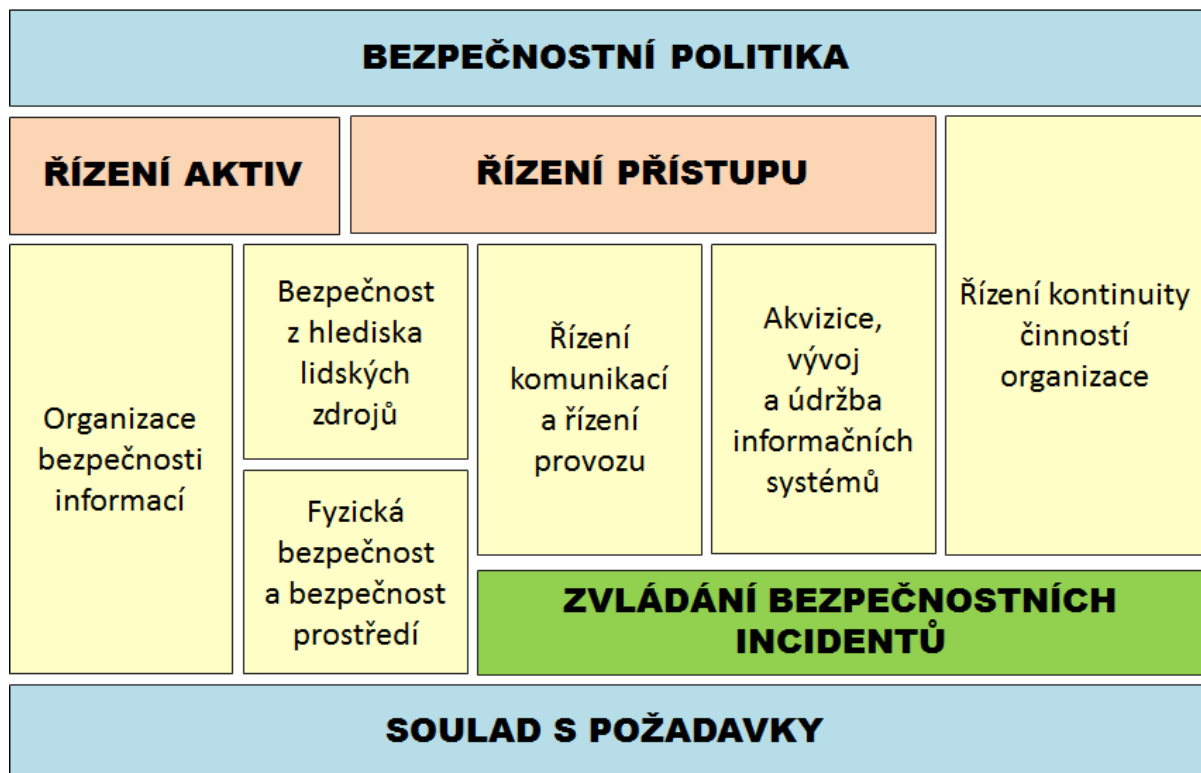 BEZPEČNOSTNÍ POLITIKA
ŘÍZENÍ AKTIV
ŘÍZENÍ PŘÍSTUPU
Organizace
bezpečnosti
informací
Bezpečnost
z hlediska
lidských
zdrojů
Fyzická
bezpečnost
a bezpečnost
prostředí
Řízení
komunikací
a řízení
provozu
Akvizice,
vývoj
a údržba
informačních
systémů
Řízení kontinuity
činností
organizace
ZVLÁDÁNÍ BEZPEČNOSTNÍCH
INCIDENTŮ
SOULAD S POŽADAVKY